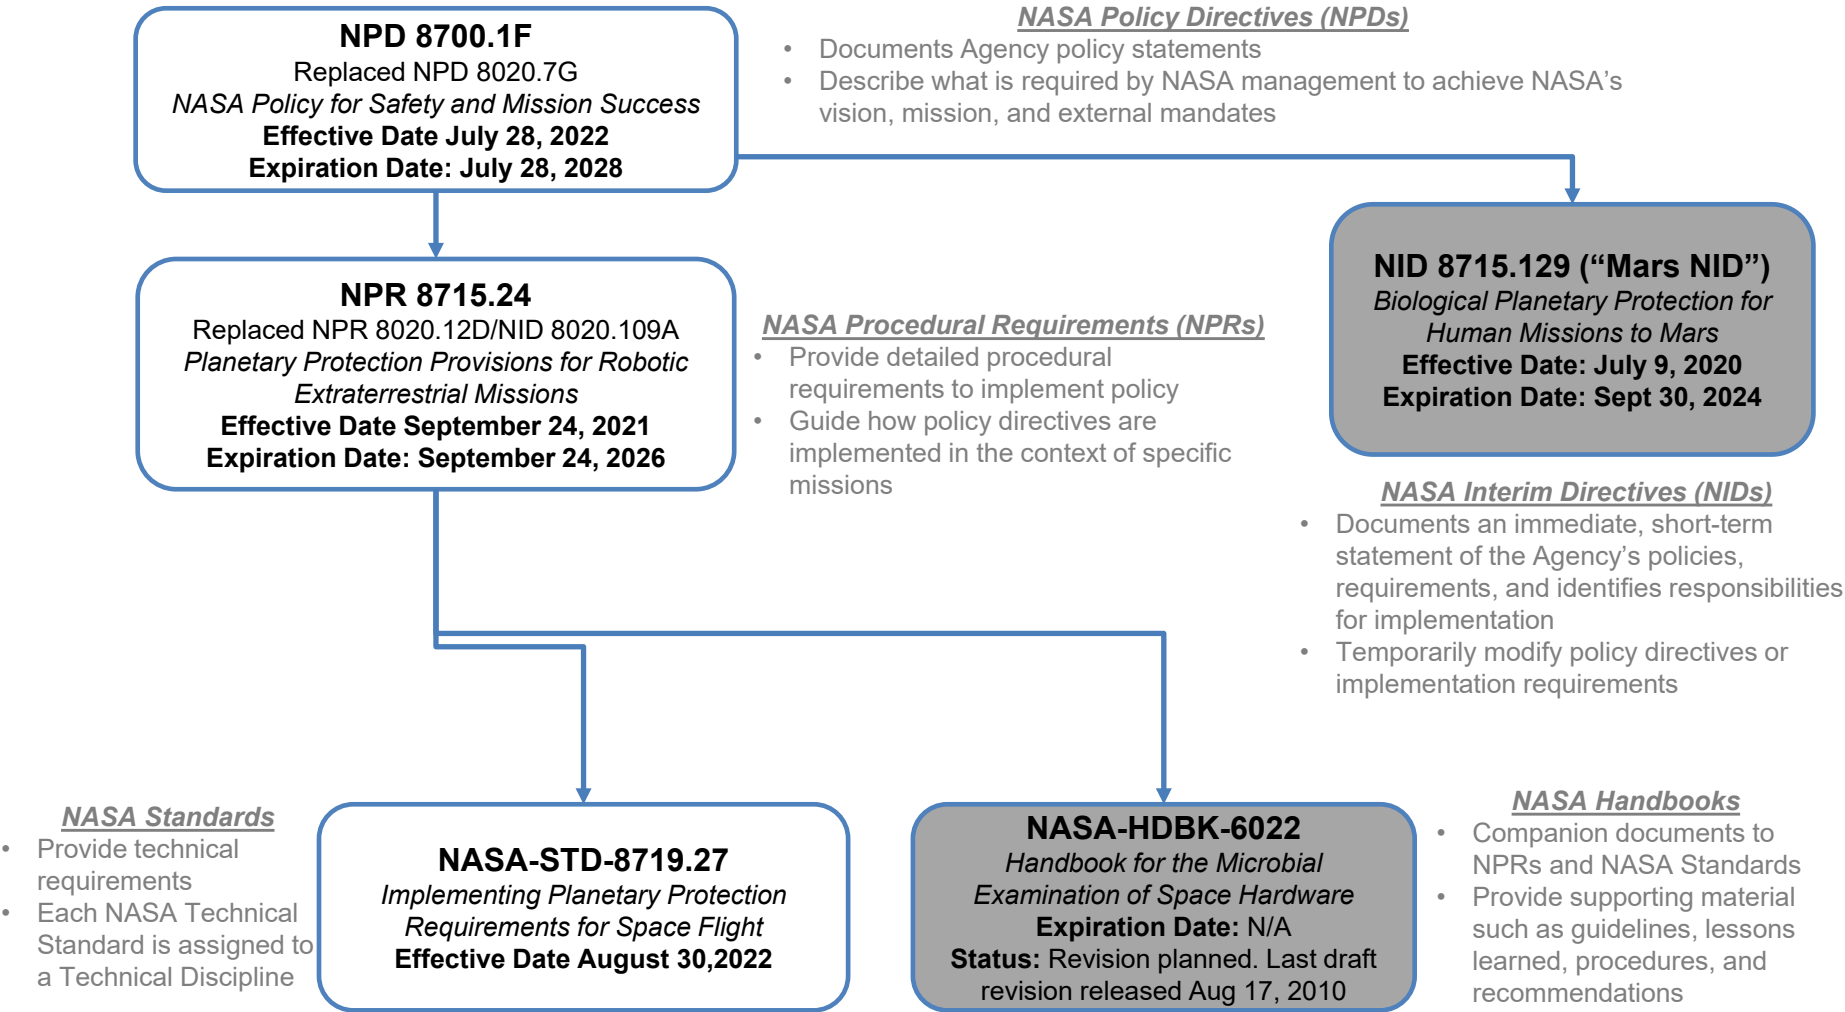 NPD 8700.1F
Replaced NPD 8020.7G
NASA Policy for Safety and Mission Success
Effective Date July 28, 2022
Expiration Date: July 28, 2028
NASA Policy Directives (NPDs)
• Documents Agency policy statements
• Describe what is required by NASA management to achieve NASA’s
vision, mission, and external mandates
NPR 8715.24
Replaced NPR 8020.12D/NID 8020.109A
Planetary Protection Provisions for Robotic
Extraterrestrial Missions
Effective Date September 24, 2021
Expiration Date: September 24, 2026
NASA Procedural Requirements (NPRs)
• Provide detailed procedural
requirements to implement policy
• Guide how policy directives are
implemented in the context of specific
missions
NID 8715.129 (“Mars NID”)
Biological Planetary Protection for
Human Missions to Mars
Effective Date: July 9, 2020
Expiration Date: Sept 30, 2024
NASA Interim Directives (NIDs)
• Documents an immediate, short-term
statement of the Agency’s policies,
requirements, and identifies responsibilities
for implementation
• Temporarily modify policy directives or
implementation requirements
NASA Standards
• Provide technical
requirements
• Each NASA Technical
Standard is assigned to
a Technical Discipline
NASA-STD-8719.27
Implementing Planetary Protection
Requirements for Space Flight
Effective Date August 30,2022
NASA-HDBK-6022
Handbook for the Microbial
Examination of Space Hardware
Expiration Date: N/A
Status: Revision planned. Last draft
revision released Aug 17, 2010
NASA Handbooks
• Companion documents to
NPRs and NASA Standards
• Provide supporting material
such as guidelines, lessons
learned, procedures, and
recommendations